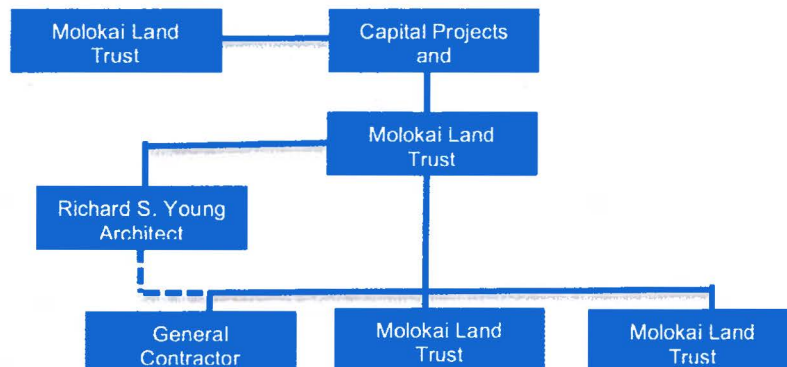 Molokai Land
Trust
Capital Projects
and
Molokai Land
Trust
Richard S. Young
Architect
General
Contractor
Molokai Land
Trust
Molokai Land
Trust